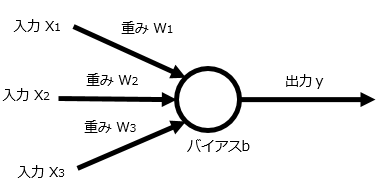 入力 X1
重み W1
入力 X2
重み W2
出力 y
重み W3
バイアスb
入力 X3